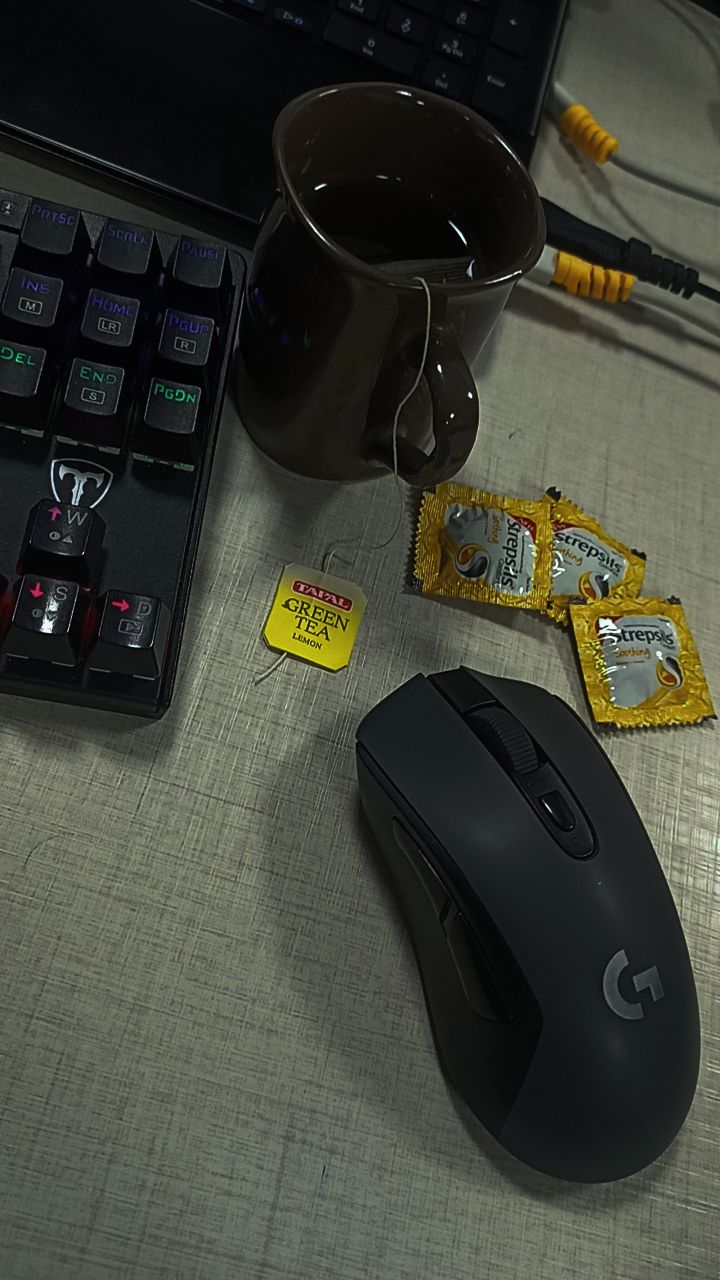 PrtSc
ScrLk
Pause
Ins
M
Home
LR
PgUp
R
Del
End
S
PgDn
W
S
D
TAPAL
GREEN
TEA
LEMON
Strepsils
Soothing
Strepsils
Soothing
Strepsils
Soothing
G